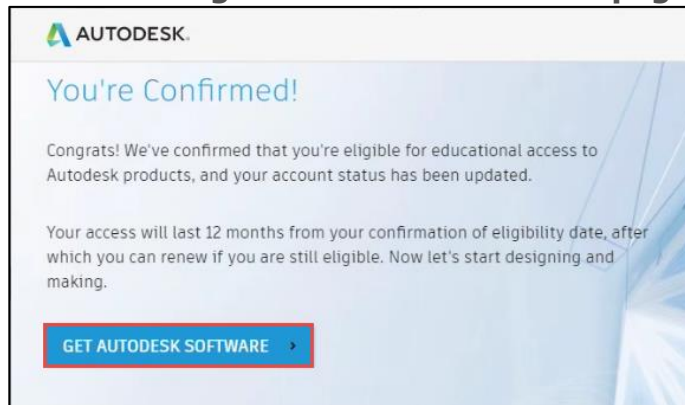 AUTODESK.
You're Confirmed!
Congrats! We've confirmed that you're eligible for educational access to
Autodesk products, and your account status has been updated.
Your access will last 12 months from your confirmation of eligibility date, after
which you can renew if you are still eligible. Now let's start designing and
making.
GET AUTODESK SOFTWARE ›